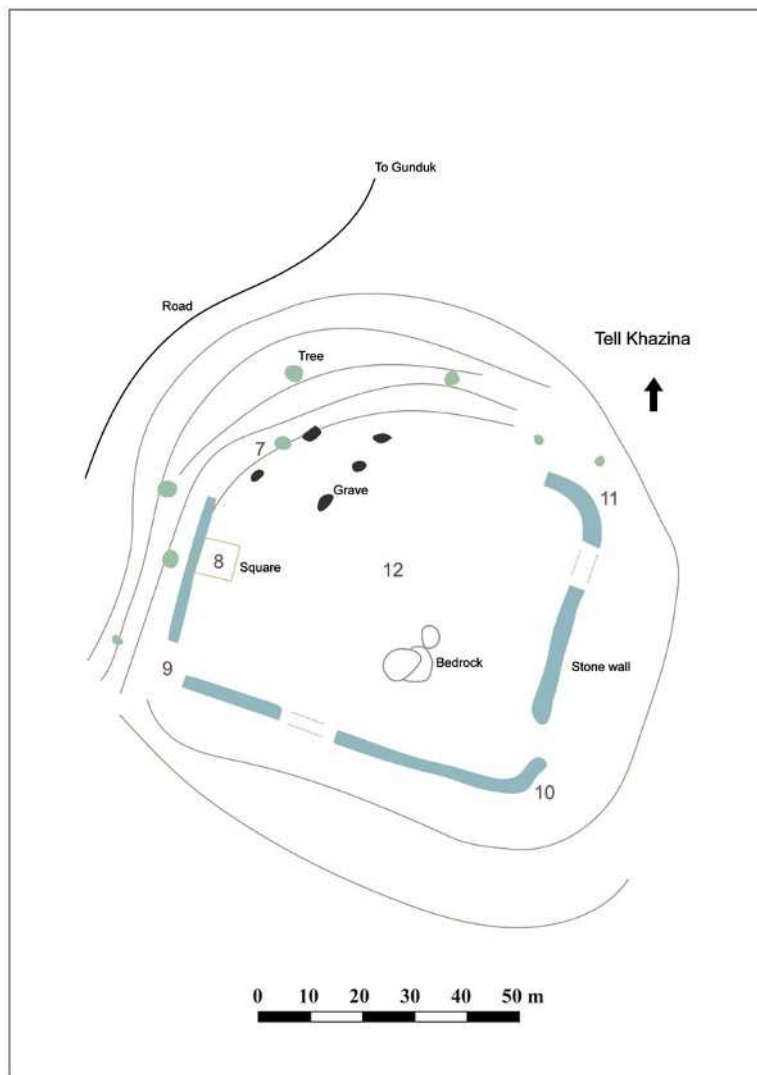 To Gunduk
Road
Tell Khazina
Tree
7
Grave
11
8
Square
12
9
Bedrock
Stone wall
10
0 10 20 30 40 50 m